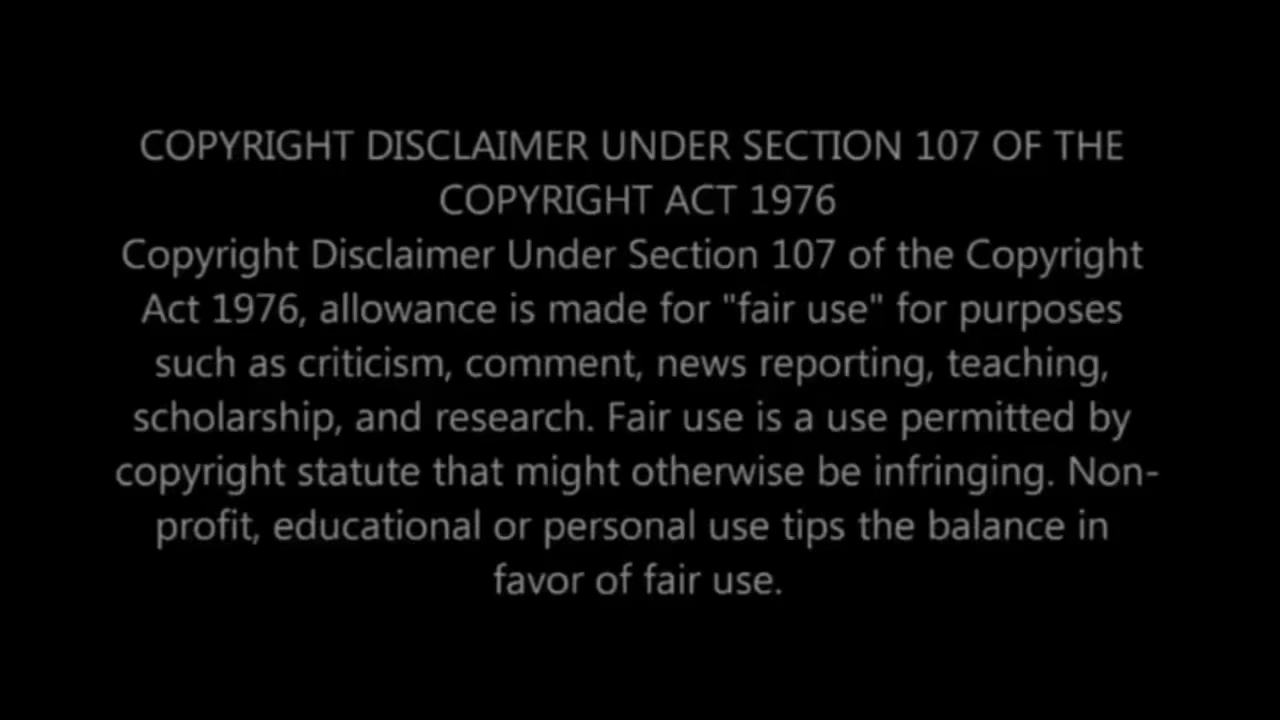 COPYRIGHT DISCLAIMER UNDER SECTION 107 OF THE
COPYRIGHT ACT 1976
Copyright Disclaimer Under Section 107 of the Copyright
Act 1976, allowance is made for "fair use" for purposes
such as criticism, comment, news reporting, teaching,
scholarship, and research. Fair use is a use permitted by
copyright statute that might otherwise be infringing. Non-
profit, educational or personal use tips the balance in
favor of fair use.